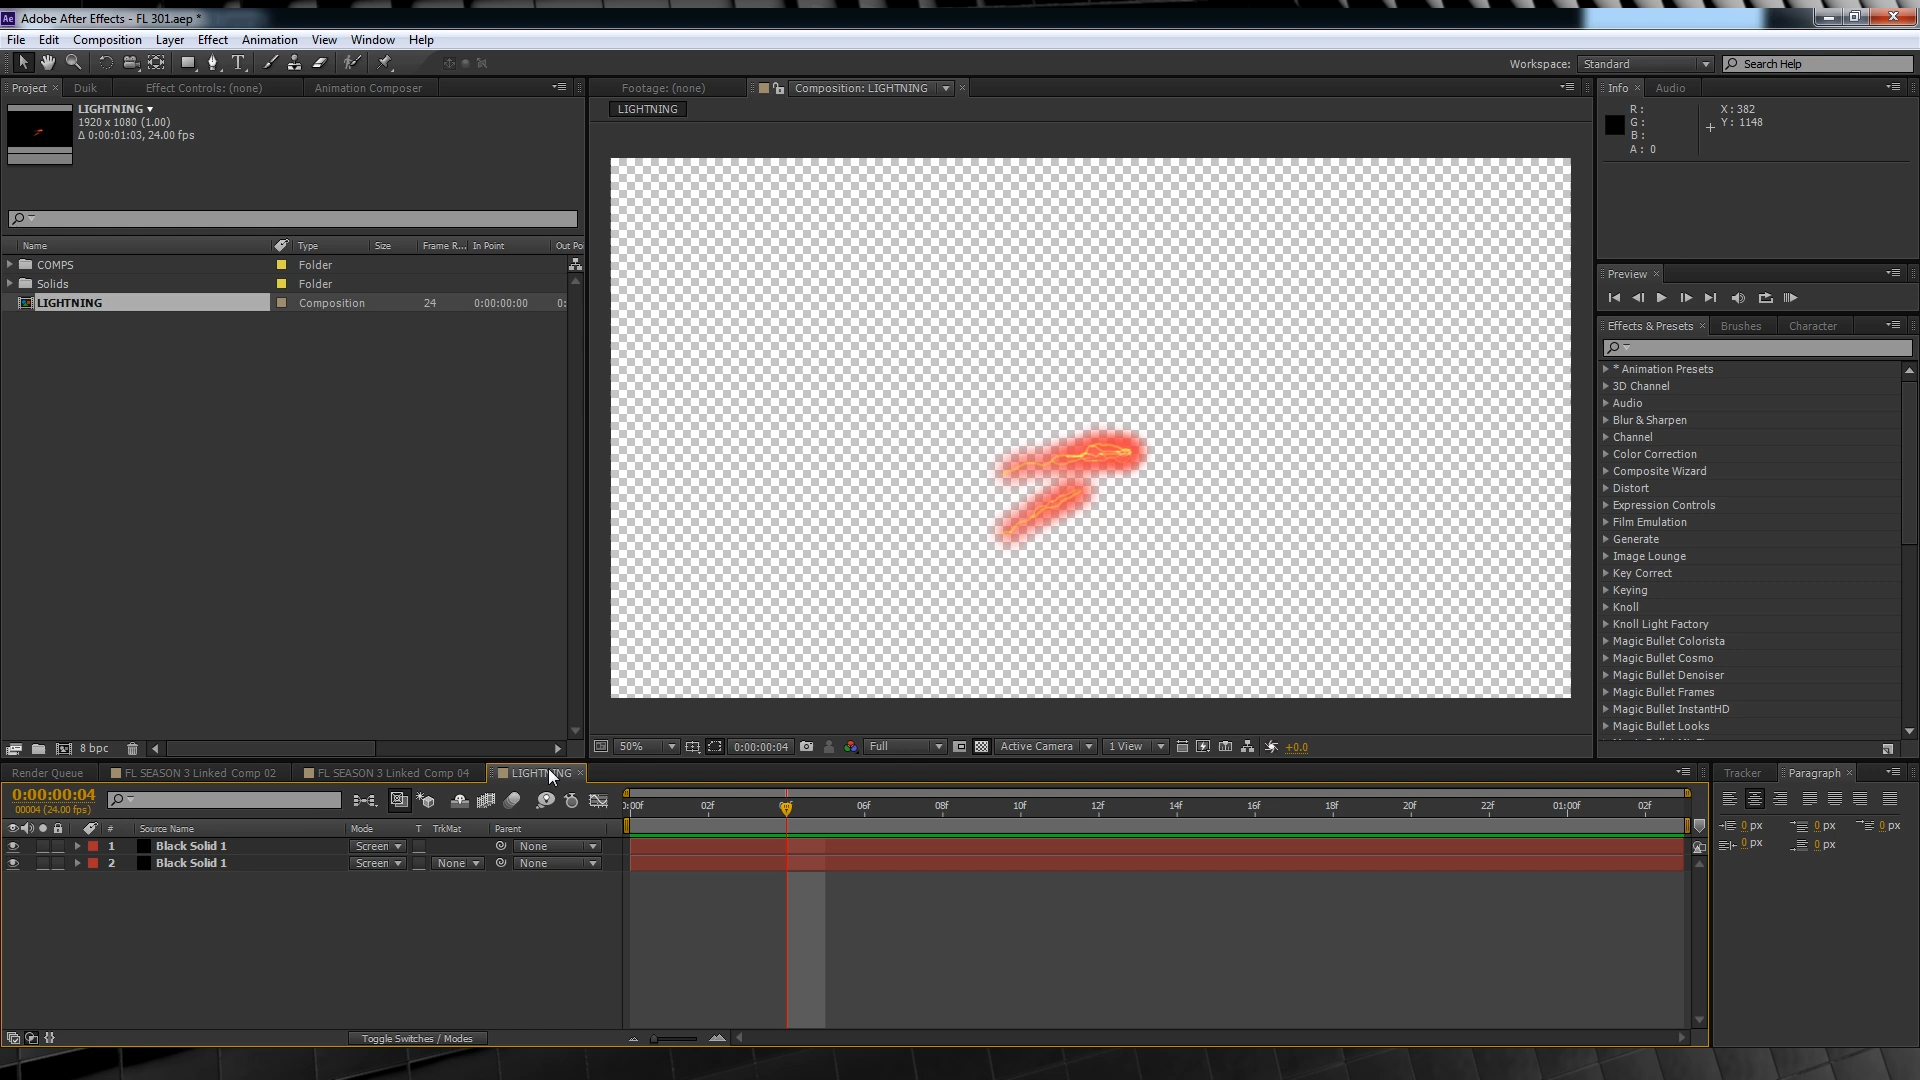 Adobe After Effects - FL 301.aep *
File Edit Composition Layer Effect Animation View Window Help
Workspace: Standard Search Help
Project Duik Effect Controls: (none) Animation Composer
Footage: (none) Composition: LIGHTNING
Info Audio
LIGHTNING
1920 x 1080 (1.00)
Δ 0:00:01:03, 24.00 fps
LIGHTNING
R :
G :
B :
A : 0
X : 382
Y : 1148
Name Type Size Frame R... In Point Out Po
COMPS Folder
Solids Folder
LIGHTNING Composition 24 0:00:00:00 0:
Preview
Effects & Presets Brushes Character
* Animation Presets
3D Channel
Audio
Blur & Sharpen
Channel
Color Correction
Composite Wizard
Distort
Expression Controls
Film Emulation
Generate
Image Lounge
Key Correct
Keying
Knoll
Knoll Light Factory
Magic Bullet Colorista
Magic Bullet Cosmo
Magic Bullet Denoiser
Magic Bullet Frames
Magic Bullet InstantHD
Magic Bullet Looks
8 bpc
50% 0:00:00:04 Full Active Camera 1 View +0.0
Render Queue FL SEASON 3 Linked Comp 02 FL SEASON 3 Linked Comp 04 LIGHTNING
Tracker Paragraph
0:00:00:04
00004 (24.00 fps)
0:00f 02f 06f 08f 10f 12f 14f 16f 18f 20f 22f 01:00f 02f
# Source Name Mode T TrkMat Parent
1 Black Solid 1 Screen None
2 Black Solid 1 Screen None None
0 px 0 px 0 px
0 px 0 px
Toggle Switches / Modes